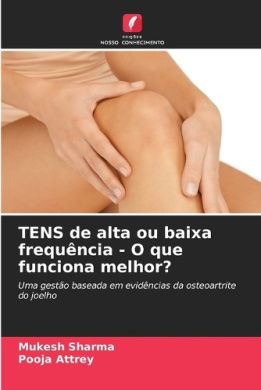 edições
NOSSO CONHECIMENTO
TENS de alta ou baixa
frequência - O que
funciona melhor?
Uma gestão baseada em evidências da osteoartrite
do joelho
Mukesh Sharma
Pooja Attrey